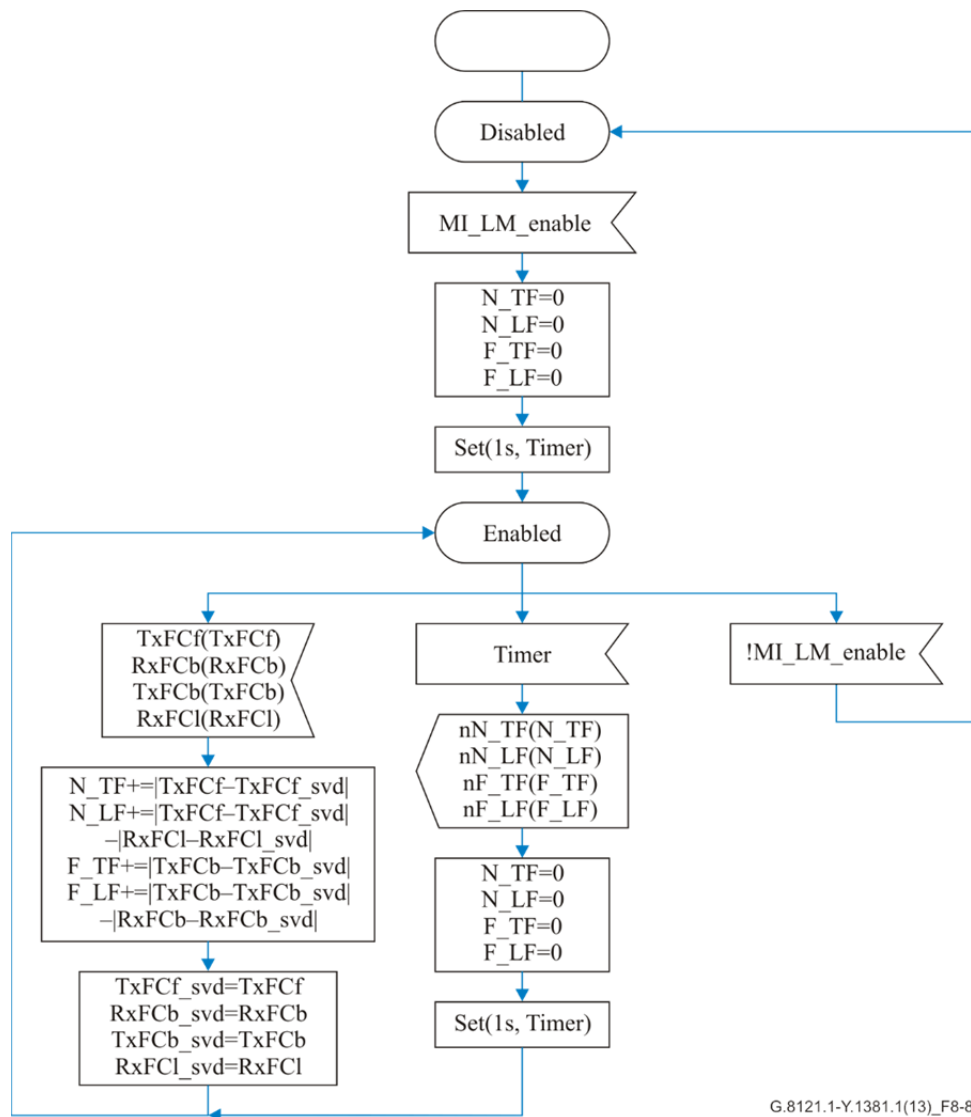 Disabled
MI_LM_enable
N_TF=0
N_LF=0
F_TF=0
F_LF=0
Set(1s, Timer)
Enabled
TxFCf(TxFCf)
RxFCb(RxFCb)
TxFCb(TxFCb)
RxFCl(RxFCl)
N_TF+=|TxFCf–TxFCf_svd|
N_LF+=|TxFCf–TxFCf_svd|
–|RxFCl–RxFCl_svd|
F_TF+=|TxFCb–TxFCb_svd|
F_LF+=|TxFCb–TxFCb_svd|
–|RxFCb–RxFCb_svd|
TxFCf_svd=TxFCf
RxFCb_svd=RxFCb
TxFCb_svd=TxFCb
RxFCl_svd=RxFCl
Timer
nN_TF(N_TF)
nN_LF(N_LF)
nF_TF(F_TF)
nF_LF(F_LF)
N_TF=0
N_LF=0
F_TF=0
F_LF=0
Set(1s, Timer)
!MI_LM_enable
G.8121.1-Y.1381.1(13)_F8-8